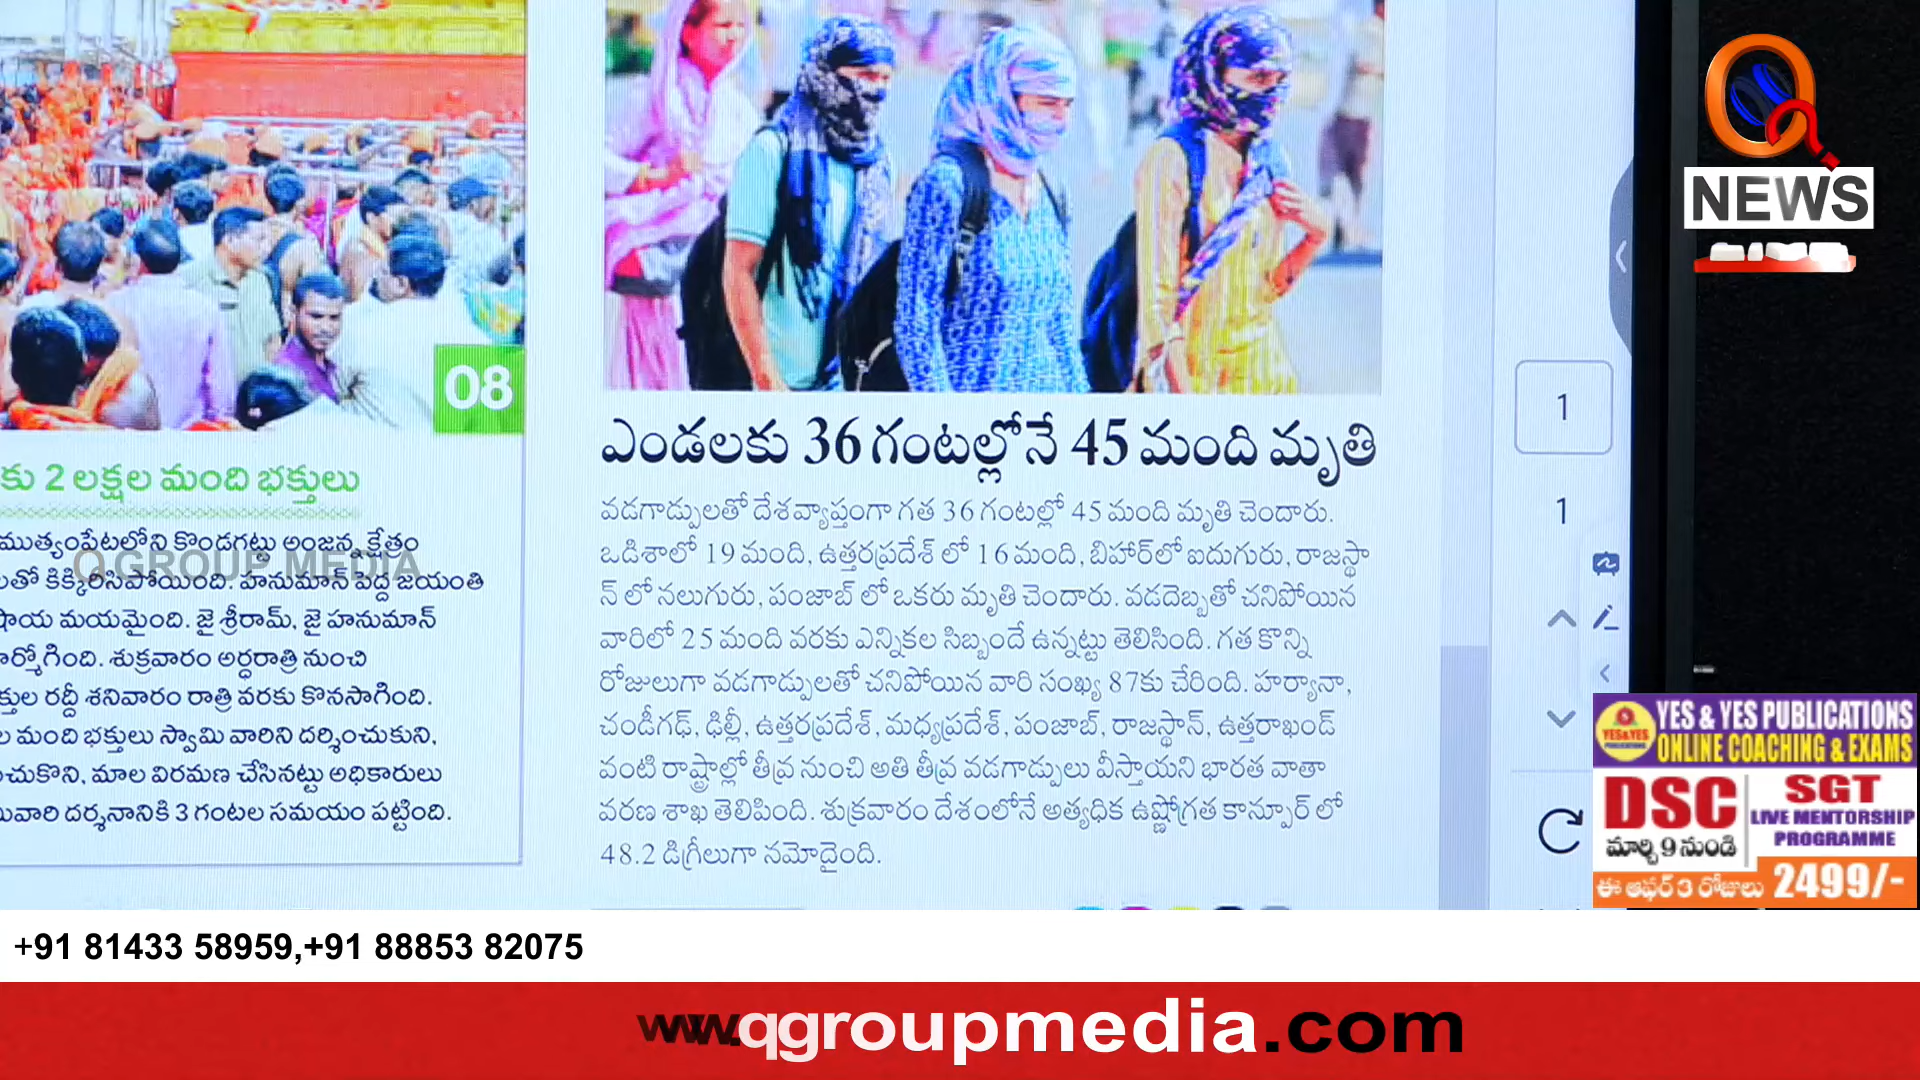 08
కు 2 లక్షల మంది భక్తులు
ముత్యంపేటలోని కొండగట్టు అంజన్న క్షేత్రం
లతో కిక్కిరిసిపోయింది. హనుమాన్ పెద్ద జయంతి
షాయ మయమైంది. జై శ్రీరామ్, జై హనుమాన్
ర్మోగింది. శుక్రవారం అర్ధరాత్రి నుంచి
క్తుల రద్దీ శనివారం రాత్రి వరకు కొనసాగింది.
ల మంది భక్తులు స్వామి వారిని దర్శించుకుని,
చుకొని, మాల విరమణ చేసినట్టు అధికారులు
వారి దర్శనానికి 3 గంటల సమయం పట్టింది.
Q GROUP MEDIA
ఎండలకు 36 గంటల్లోనే 45 మంది మృతి
వడగాడ్పులతో దేశవ్యాప్తంగా గత 36 గంటల్లో 45 మంది మృతి చెందారు.
ఒడిశాలో 19 మంది, ఉత్తరప్రదేశ్ లో 16 మంది, బిహార్‌లో ఐదుగురు, రాజస్థా
న్ లో నలుగురు, పంజాబ్ లో ఒకరు మృతి చెందారు. వడదెబ్బతో చనిపోయిన
వారిలో 25 మంది వరకు ఎన్నికల సిబ్బందే ఉన్నట్టు తెలిసింది. గత కొన్ని
రోజులుగా వడగాడ్పులతో చనిపోయిన వారి సంఖ్య 87కు చేరింది. హర్యానా,
చండీగఢ్, ఢిల్లీ, ఉత్తరప్రదేశ్, మధ్యప్రదేశ్, పంజాబ్, రాజస్థాన్, ఉత్తరాఖండ్
వంటి రాష్ట్రాల్లో తీవ్ర నుంచి అతి తీవ్ర వడగాడ్పులు వీస్తాయని భారత వాతా
వరణ శాఖ తెలిపింది. శుక్రవారం దేశంలోనే అత్యధిక ఉష్ణోగ్రత కాన్పూర్ లో
48.2 డిగ్రీలుగా నమోదైంది.
1
1
Q
NEWS
YES & YES PUBLICATIONS
ONLINE COACHING & EXAMS
YES&YES
DSC
మార్చి 9 నుండి
SGT
LIVE MENTORSHIP
PROGRAMME
ఈ ఆఫర్ 3 రోజులు 2499/-
+91 81433 58959,+91 88853 82075
www.qgroupmedia.com